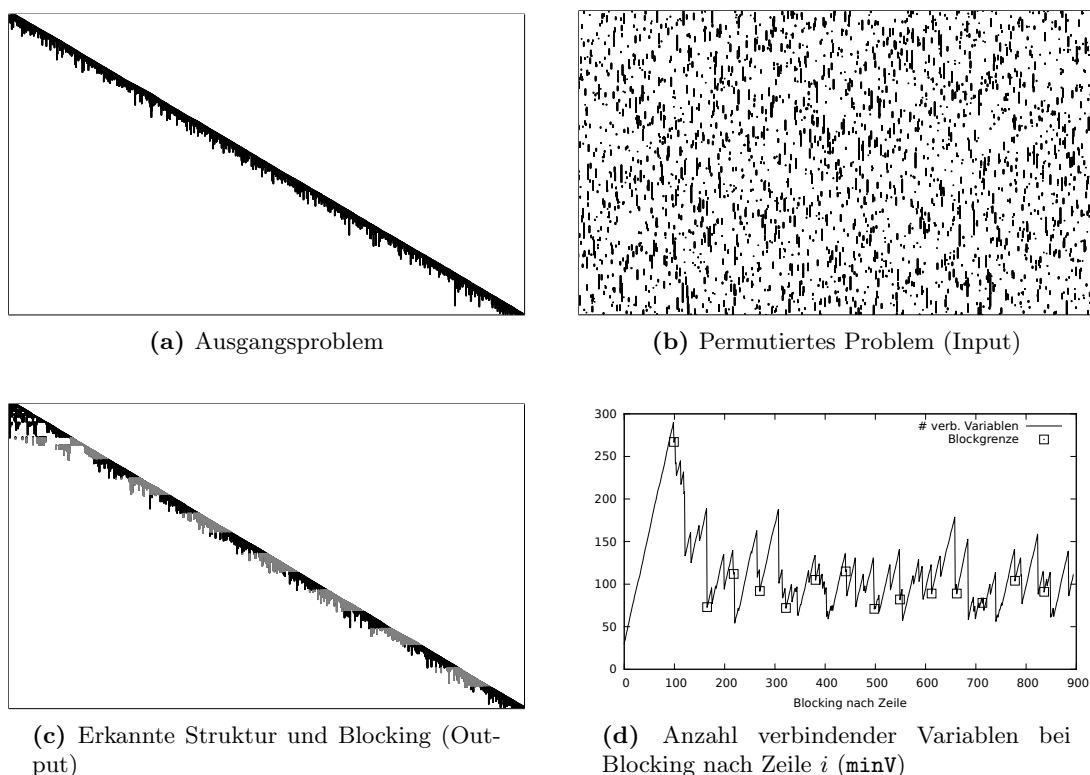 (a) Ausgangsproblem
(b) Permutiertes Problem (Input)
(c) Erkannte Struktur und Blocking (Out-
put)
300
250
200
150
100
50
0
# verb. Variablen
Blockgrenze
0 100 200 300 400 500 600 700 800 900
Blocking nach Zeile
(d) Anzahl verbindender Variablen bei
Blocking nach Zeile i (minV)